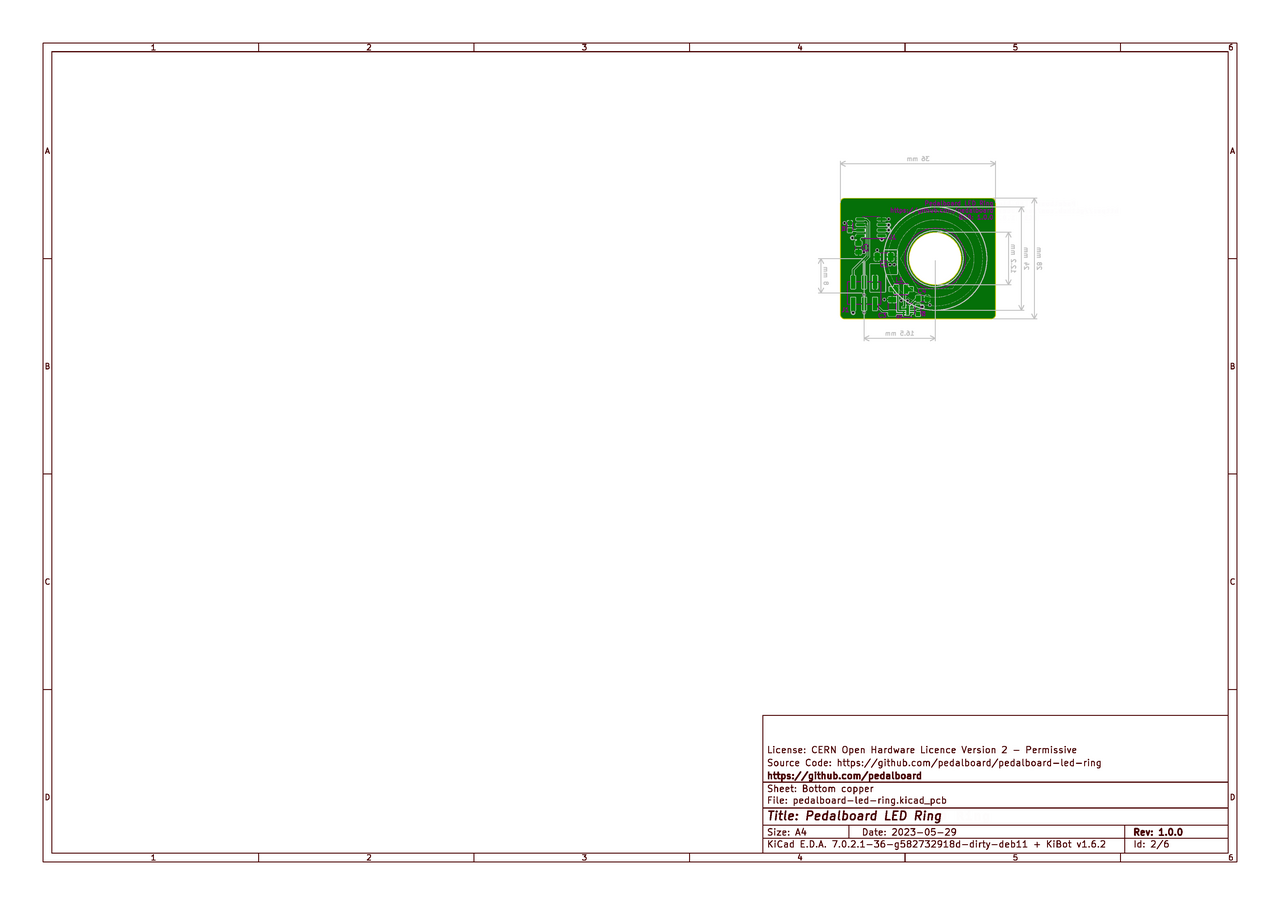 1 2 3 4 5 6
A A
36 mm
12.2 mm
24 mm
28 mm
8 mm
16.5 mm
B B
C C
License: CERN Open Hardware Licence Version 2 - Permissive
Source Code: https://github.com/pedalboard/pedalboard-led-ring
https://github.com/pedalboard
Sheet: Bottom copper
D D
File: pedalboard-led-ring.kicad_pcb
Title: Pedalboard LED Ring
Size: A4 Date: 2023-05-29 Rev: 1.0.0
KiCad E.D.A. 7.0.2.1-36-g582732918d-dirty-deb11 + KiBot v1.6.2 Id: 2/6
1 2 3 4 5 6